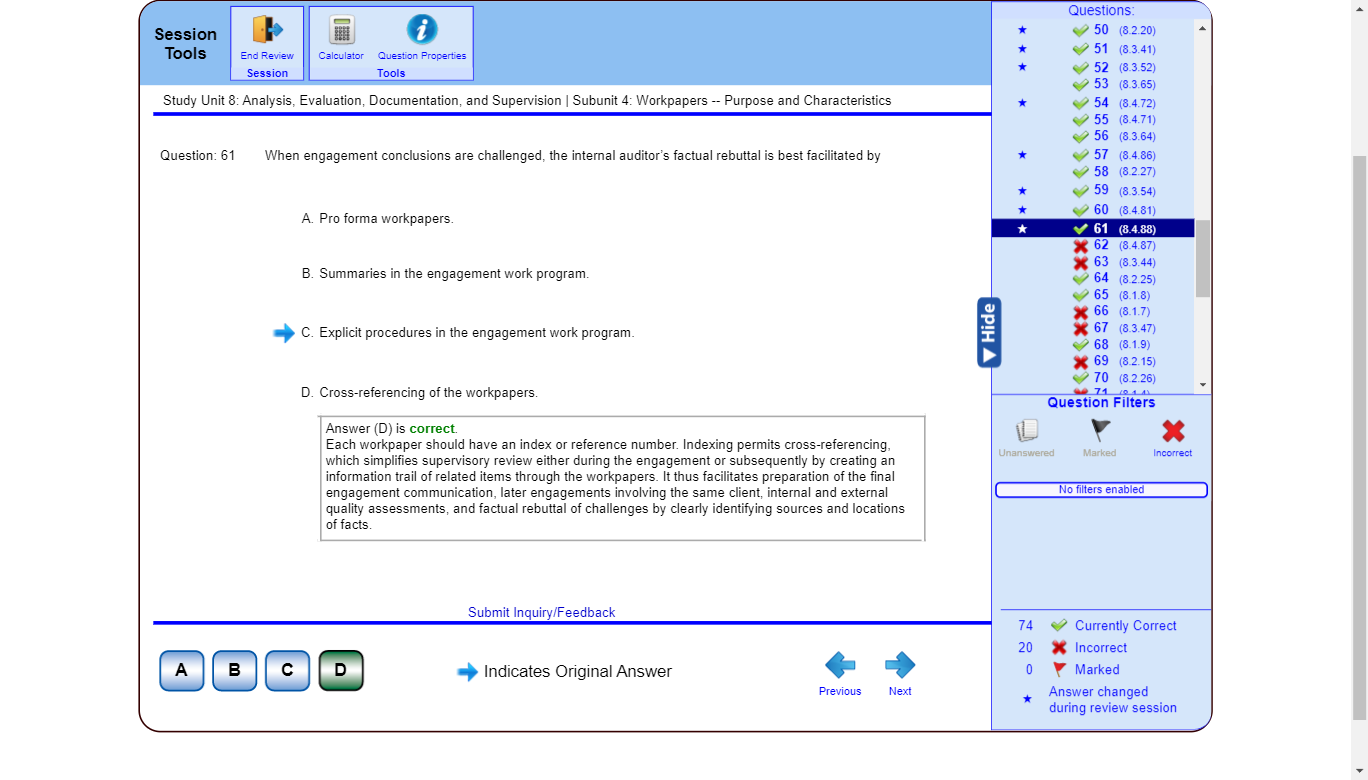 Session Tools
End Review
Session
Calculator
Question Properties
Tools
Study Unit 8: Analysis, Evaluation, Documentation, and Supervision | Subunit 4: Workpapers -- Purpose and Characteristics
Question: 61 When engagement conclusions are challenged, the internal auditor's factual rebuttal is best facilitated by
A. Pro forma workpapers.
B. Summaries in the engagement work program.
C. Explicit procedures in the engagement work program.
D. Cross-referencing of the workpapers.
Answer (D) is correct.
Each workpaper should have an index or reference number. Indexing permits cross-referencing,
which simplifies supervisory review either during the engagement or subsequently by creating an
information trail of related items through the workpapers. It thus facilitates preparation of the final
engagement communication, later engagements involving the same client, internal and external
quality assessments, and factual rebuttal of challenges by clearly identifying sources and locations
of facts.
Submit Inquiry/Feedback
A B C D
Indicates Original Answer
Previous
Next
Questions:
50 (8.2.20)
51 (8.3.41)
52 (8.3.52)
53 (8.3.65)
54 (8.4.72)
55 (8.4.71)
56 (8.3.64)
57 (8.4.86)
58 (8.2.27)
59 (8.3.54)
60 (8.4.81)
61 (8.4.88)
62 (8.4.87)
63 (8.3.44)
64 (8.2.25)
65 (8.1.8)
66 (8.1.7)
67 (8.3.47)
68 (8.1.9)
69 (8.2.15)
70 (8.2.26)
71 (8.1.4)
Hide
Question Filters
Unanswered
Marked
Incorrect
No filters enabled
74 Currently Correct
20 Incorrect
0 Marked
Answer changed
during review session